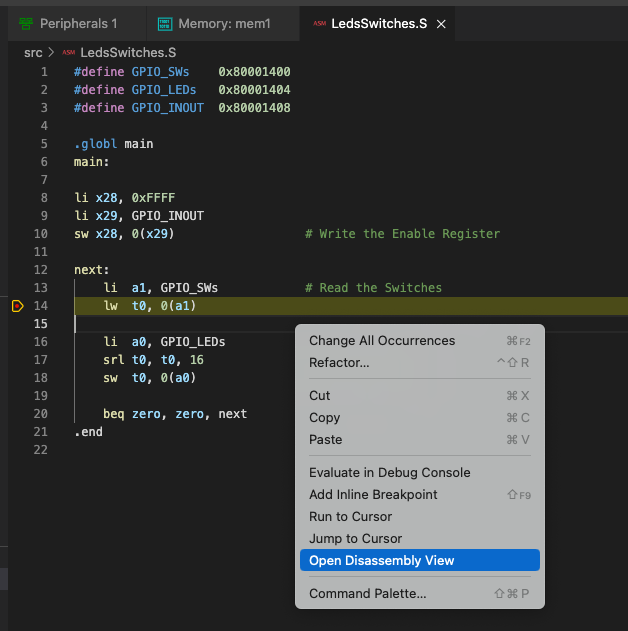 Peripherals 1 Memory: mem1 ASM LedsSwitches.S ×
src > ASM LedsSwitches.S
1 #define GPIO_SWs 0x80001400
2 #define GPIO_LEDs 0x80001404
3 #define GPIO_INOUT 0x80001408
4
5 .globl main
6 main:
7
8 li x28, 0xFFFF
9 li x29, GPIO_INOUT
10 sw x28, 0(x29) # Write the Enable Register
11
12 next:
13 li a1, GPIO_SWs # Read the Switches
14 lw t0, 0(a1)
15
16 li a0, GPIO_LEDs
17 srl t0, t0, 16
18 sw t0, 0(a0)
19
20 beq zero, zero, next
21 .end
22
Change All Occurrences ⌘F2
Refactor... ^⇧R
Cut ⌘X
Copy ⌘C
Paste ⌘V
Evaluate in Debug Console
Add Inline Breakpoint ⇧F9
Run to Cursor
Jump to Cursor
Open Disassembly View
Command Palette... ⇧⌘P